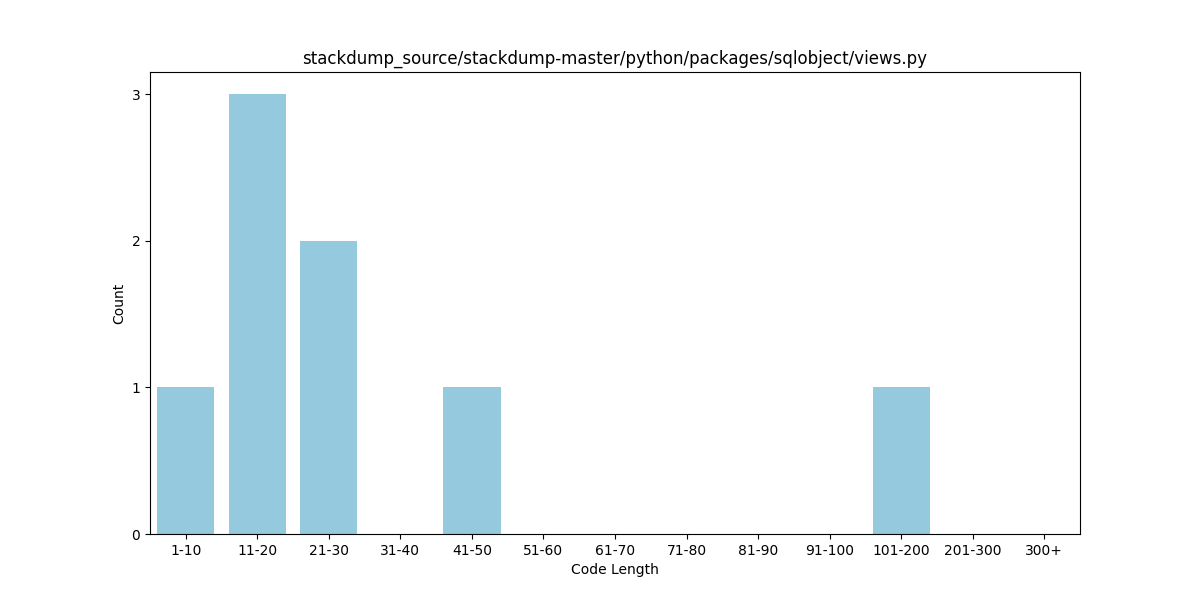 stackdump_source/stackdump-master/python/packages/sqlobject/views.py
Count
3
2
1
0
1-10 11-20 21-30 31-40 41-50 51-60 61-70 71-80 81-90 91-100 101-200 201-300 300+
Code Length